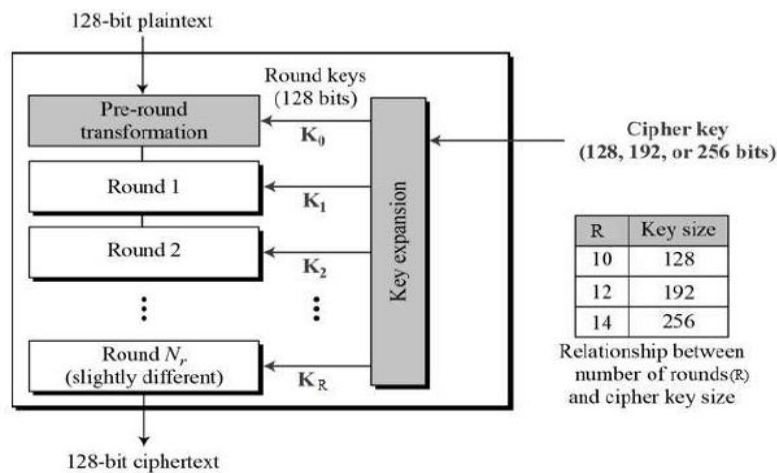 128-bit plaintext
Round keys
(128 bits)
Pre-round
transformation
K0
Cipher key
(128, 192, or 256 bits)
Round 1
K1
Round 2
K2
Key expansion
Round Nr
(slightly different)
KR
128-bit ciphertext
R Key size
10 128
12 192
14 256
Relationship between
number of rounds(R)
and cipher key size